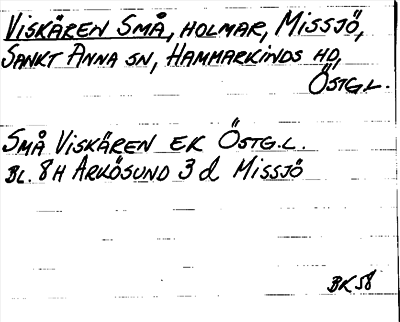 VISKÄREN SMÅ, HOLMAR, MISSJÖ,
SANKT ANNA SN, HAMMARKINDS HD,
ÖSTG.L.
SMÅ VISKÄREN EK ÖSTG.L.
BL. 8H ARKÖSUND 3 d MISSJÖ
BK 58